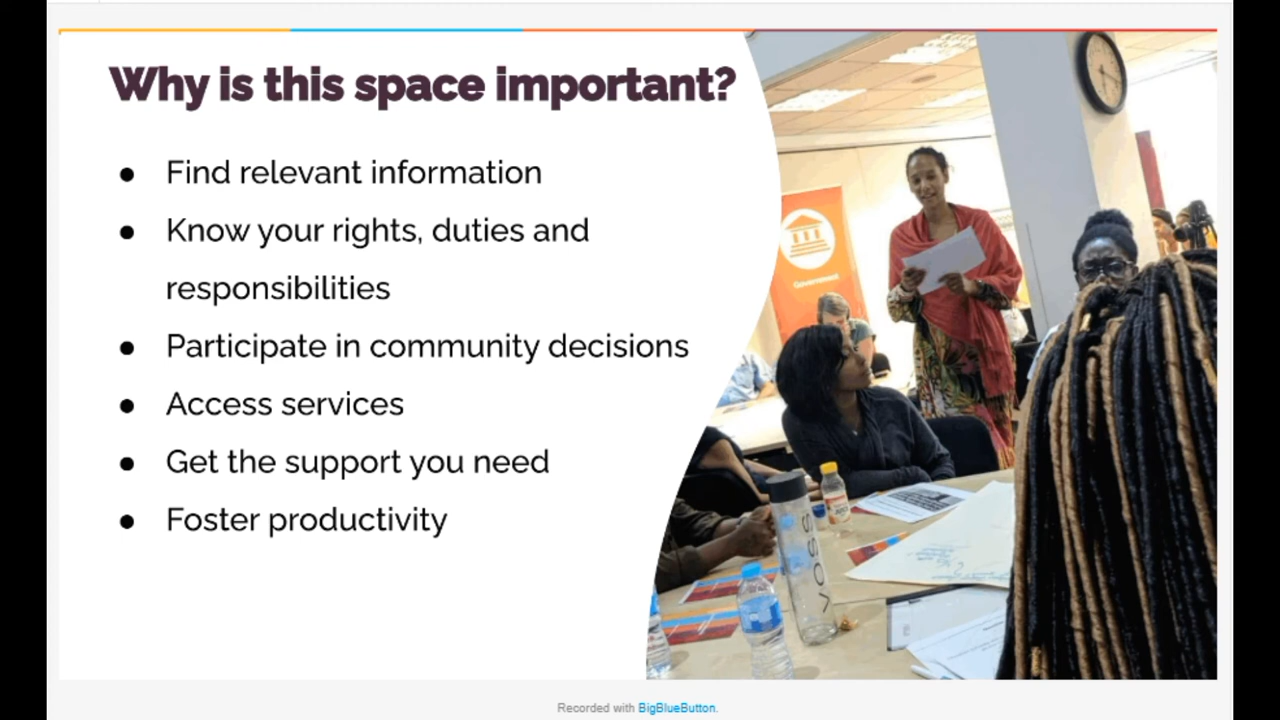 Why is this space important?
● Find relevant information
● Know your rights, duties and
responsibilities
● Participate in community decisions
● Access services
● Get the support you need
● Foster productivity
Government
VOSS
Recorded with BigBlueButton.